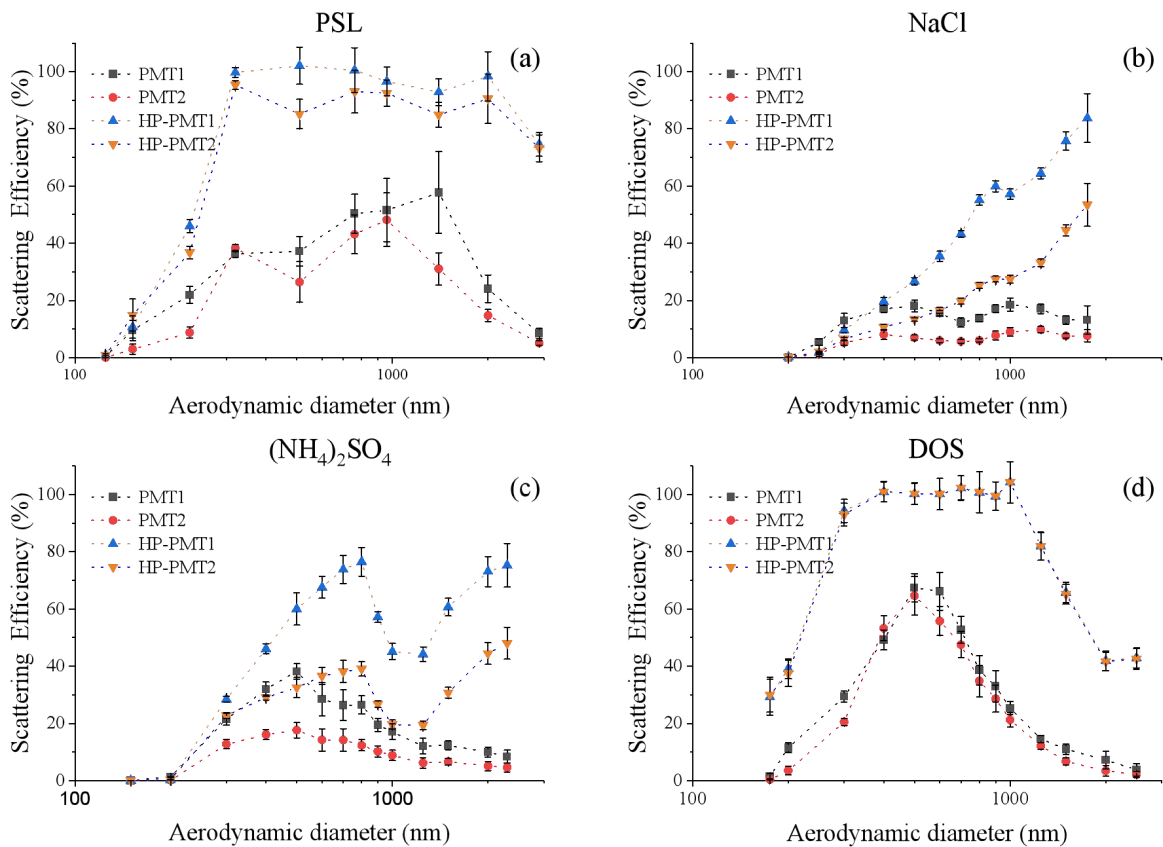 PSL
(a)
PMT1
PMT2
HP-PMT1
HP-PMT2
100
80
60
40
20
0
100
1000
Scattering Efficiency (%)
Aerodynamic diameter (nm)
NaCl
(b)
PMT1
PMT2
HP-PMT1
HP-PMT2
100
80
60
40
20
0
100
1000
Scattering Efficiency (%)
Aerodynamic diameter (nm)
(NH₄)₂SO₄
(c)
PMT1
PMT2
HP-PMT1
HP-PMT2
100
80
60
40
20
0
100
1000
Scattering Efficiency (%)
Aerodynamic diameter (nm)
DOS
(d)
PMT1
PMT2
HP-PMT1
HP-PMT2
100
80
60
40
20
0
100
1000
Scattering Efficiency (%)
Aerodynamic diameter (nm)